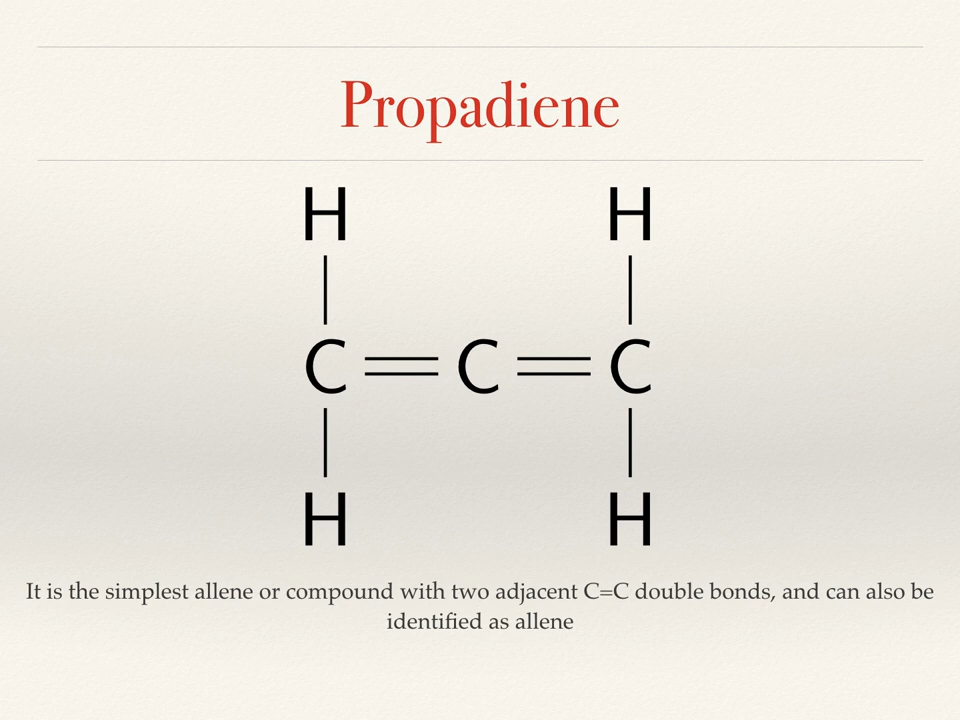 Propadiene
H H
C C C
H H
It is the simplest allene or compound with two adjacent C=C double bonds, and can also be
identified as allene